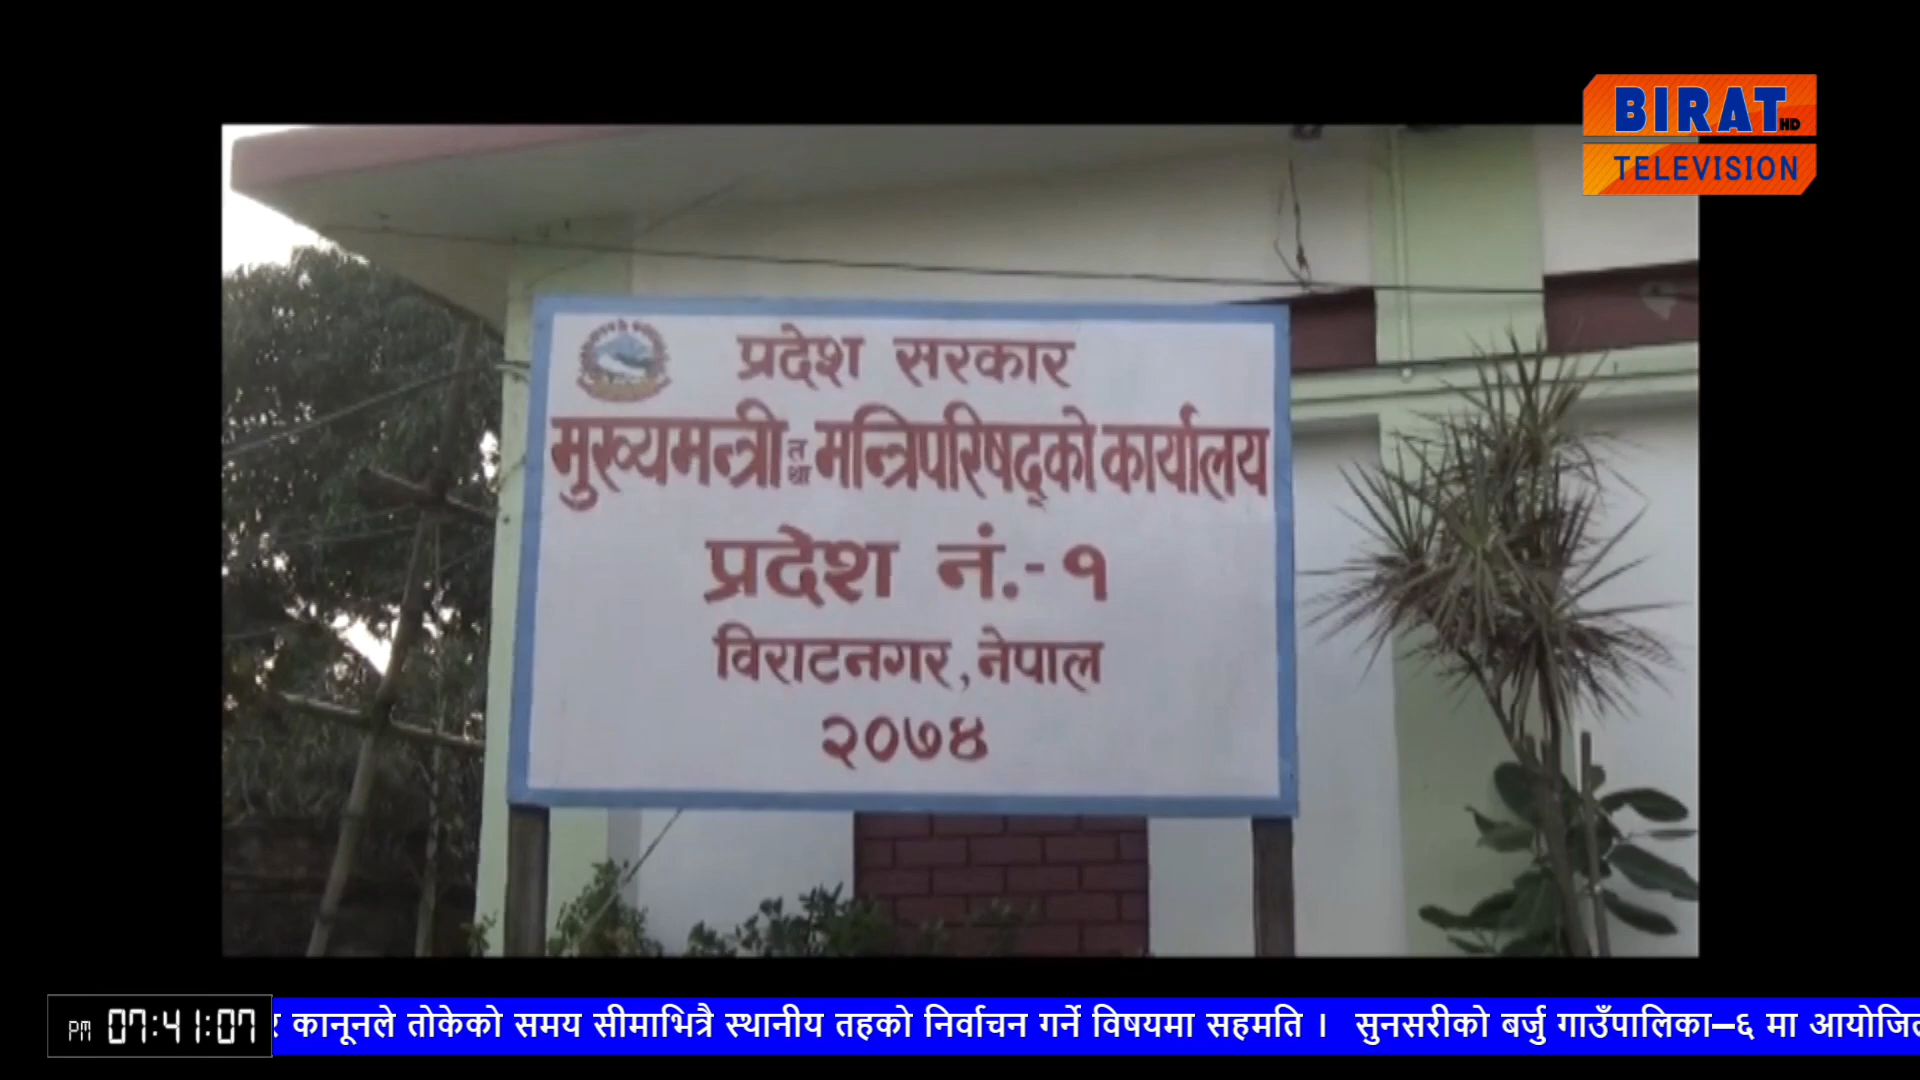 BIRAT HD
TELEVISION
प्रदेश सरकार
मुख्यमन्त्री तथा मन्त्रिपरिषद्को कार्यालय
प्रदेश नं.-१
विराटनगर, नेपाल
२०७४
PM 07:41:07
कानूनले तोकेको समय सीमाभित्रै स्थानीय तहको निर्वाचन गर्ने विषयमा सहमति । सुनसरीको बर्जु गाउँपालिका–६ मा